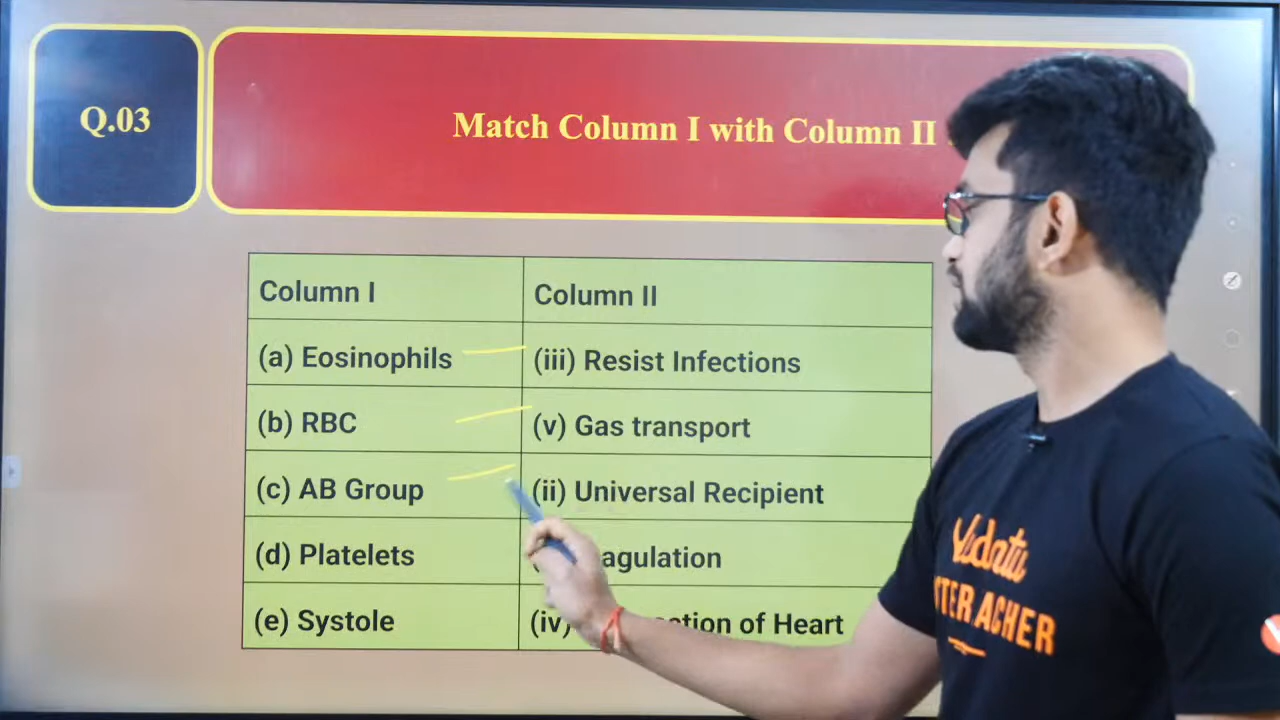 Q.03
Match Column I with Column II
Column I
Column II
(a) Eosinophils
(iii) Resist Infections
(b) RBC
(v) Gas transport
(c) AB Group
(ii) Universal Recipient
(d) Platelets
(e) Systole
(iv)
of Heart
Vedantu